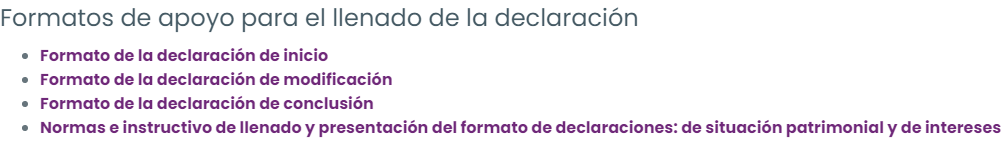 Formatos de apoyo para el llenado de la declaración
Formato de la declaración de inicio
Formato de la declaración de modificación
Formato de la declaración de conclusión
Normas e instructivo de llenado y presentación del formato de declaraciones: de situación patrimonial y de intereses